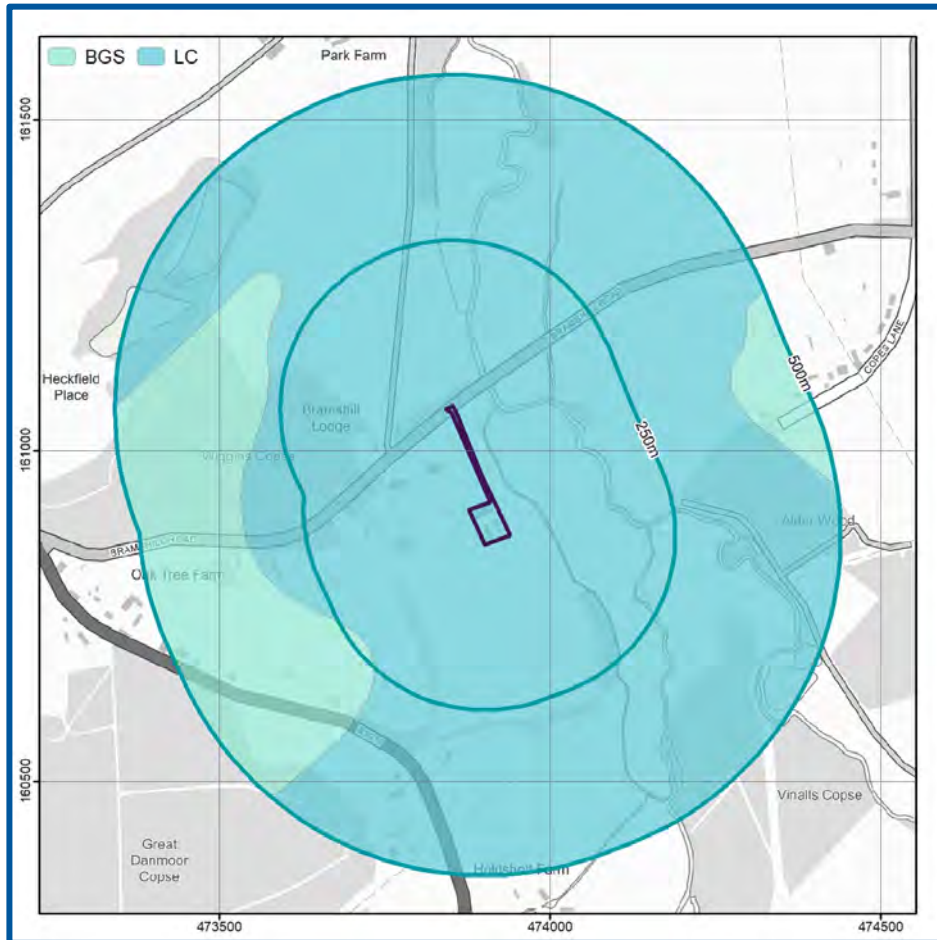 BGS LC
Park Farm
161500
COPES LANE
500m
Heckfield
Place
Bramshill
Lodge
250m
Wiggins Copse
161000
Alder Wood
Oak Tree Farm
160500
Vinalls Copse
Great
Danmoor
Copse
Holdshott Farm
473500 474000 474500